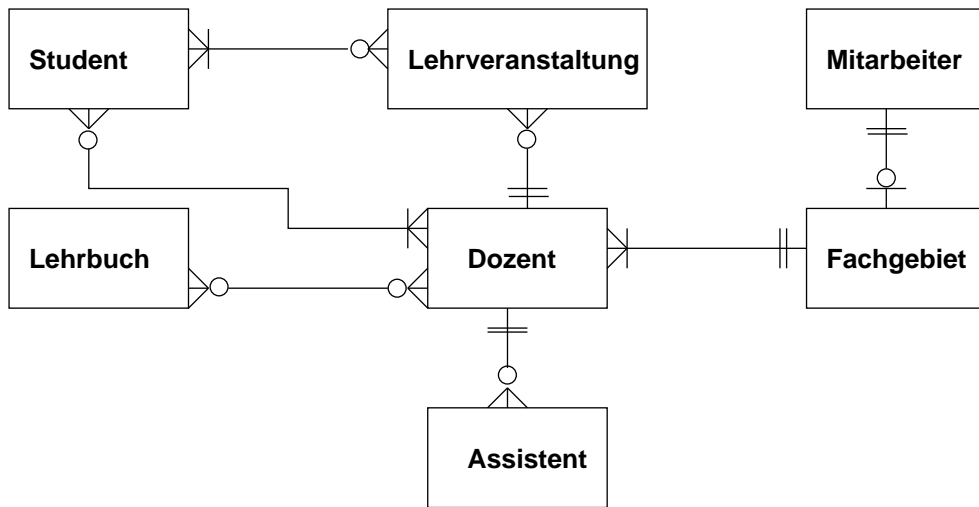 Student
Lehrveranstaltung
Mitarbeiter
Lehrbuch
Dozent
Fachgebiet
Assistent